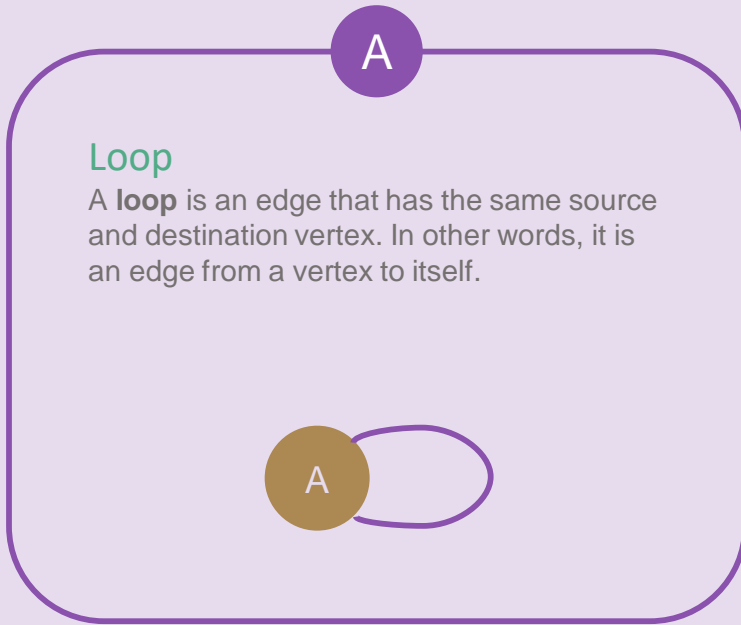 A
Loop
A loop is an edge that has the same source
and destination vertex. In other words, it is
an edge from a vertex to itself.
A